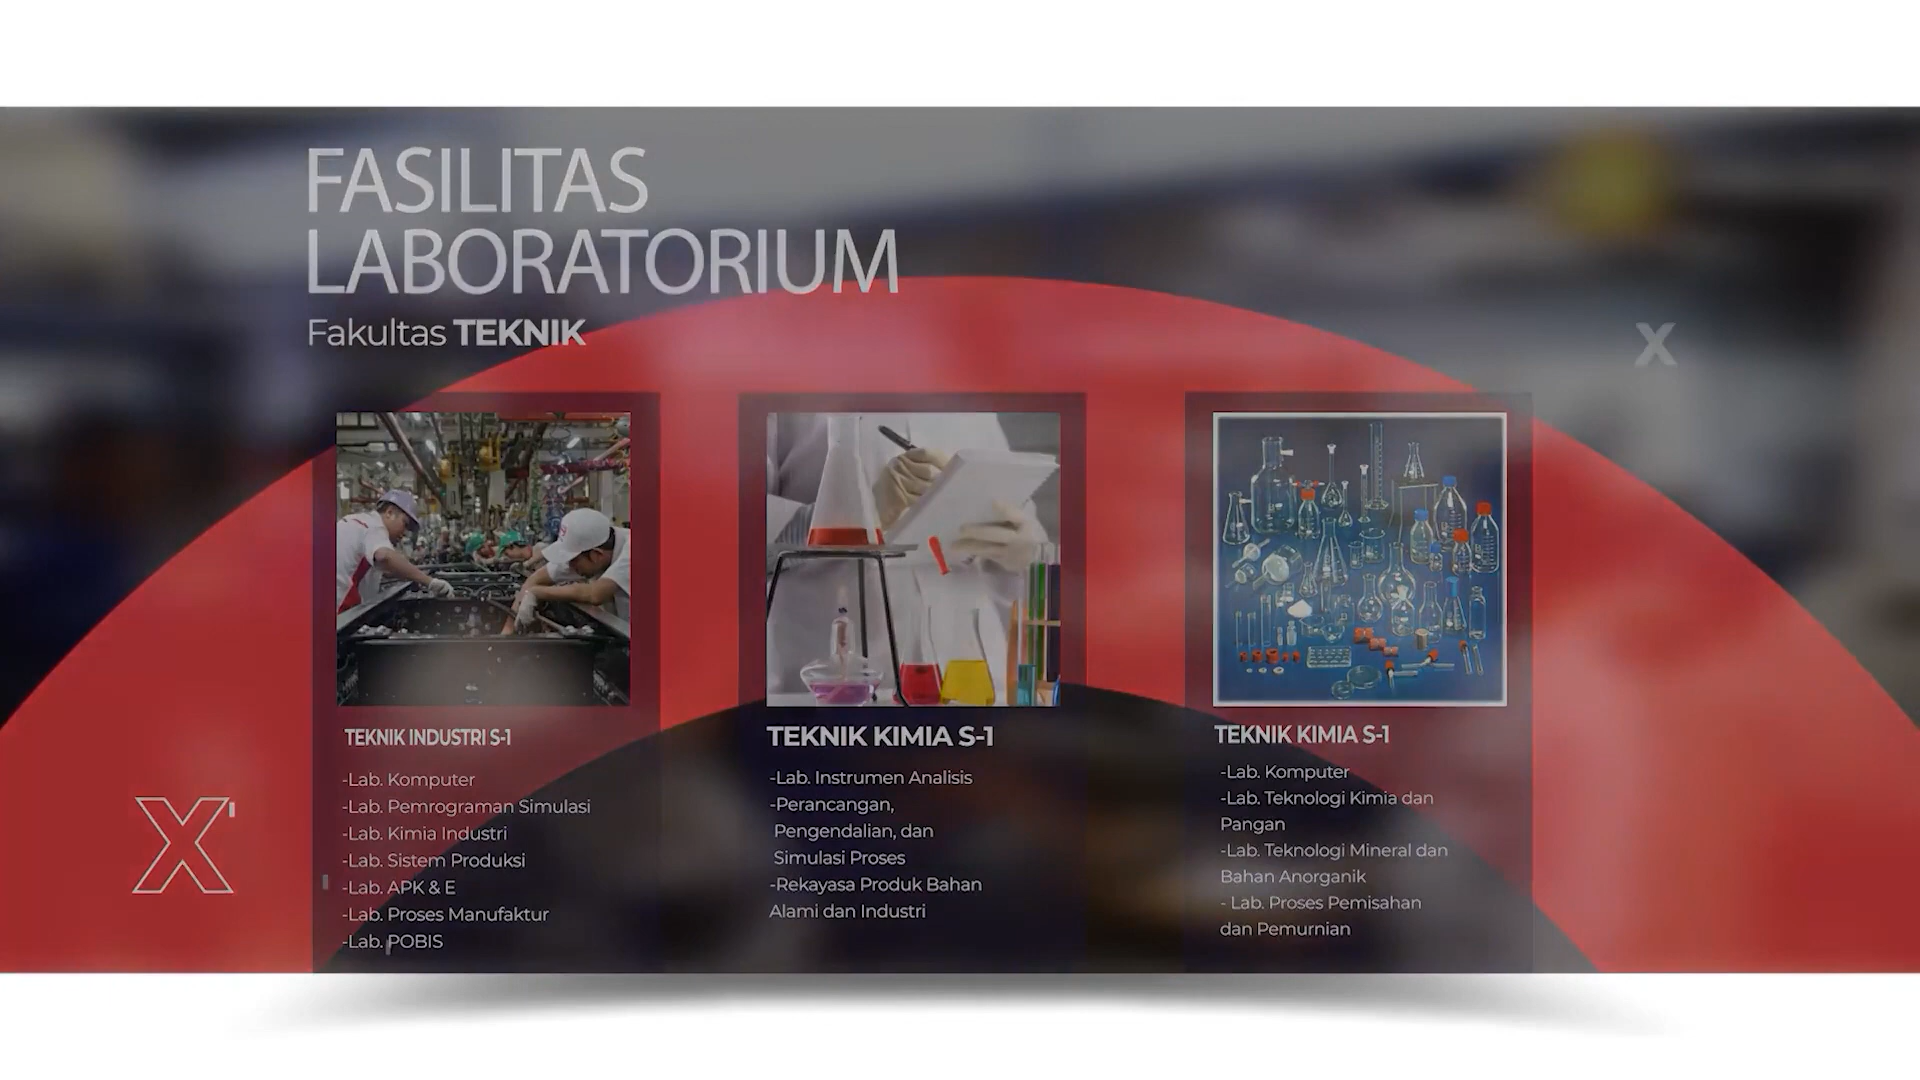 FASILITAS
LABORATORIUM
Fakultas TEKNIK
X
TEKNIK INDUSTRI S-1
-Lab. Komputer
-Lab. Pemrograman Simulasi
-Lab. Kimia Industri
-Lab. Sistem Produksi
-Lab. APK & E
-Lab. Proses Manufaktur
-Lab. POBIS
TEKNIK KIMIA S-1
-Lab. Instrumen Analisis
-Perancangan,
Pengendalian, dan
Simulasi Proses
-Rekayasa Produk Bahan
Alami dan Industri
TEKNIK KIMIA S-1
-Lab. Komputer
-Lab. Teknologi Kimia dan
Pangan
-Lab. Teknologi Mineral dan
Bahan Anorganik
- Lab. Proses Pemisahan
dan Pemurnian
X